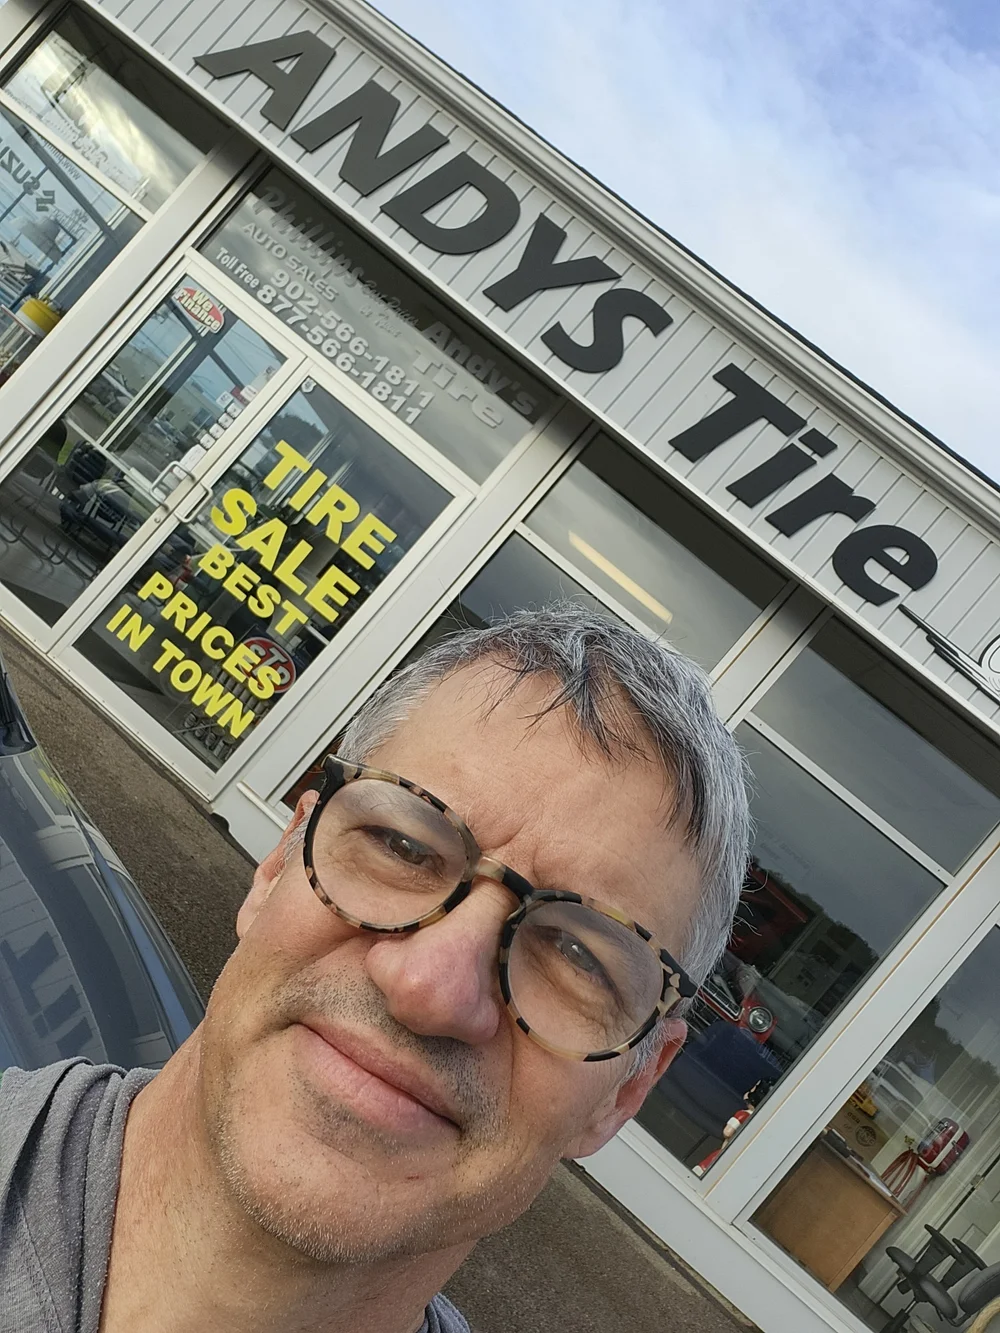 ANDYS Tire
Phillips
AUTO SALES
Andy's
Tire
902-566-1811
Toll Free 877-566-1811
We
Finance
TIRE
SALE
BEST
PRICES
IN TOWN